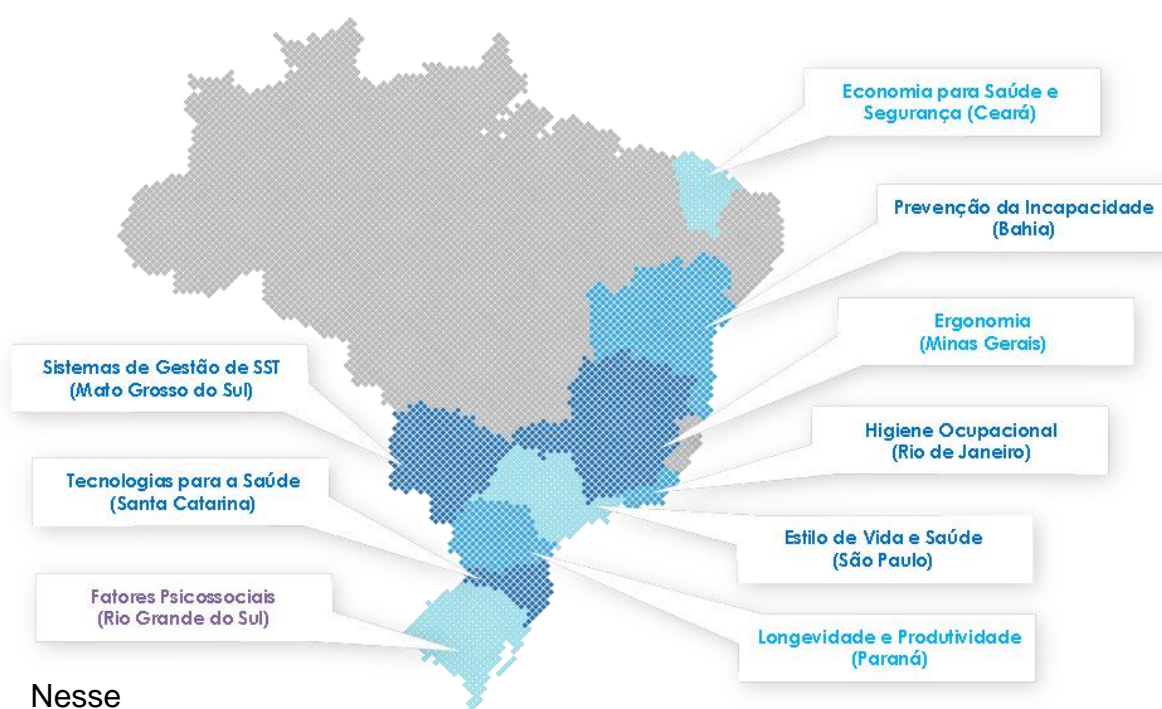 Economia para Saúde e
Segurança (Ceará)
Prevenção da Incapacidade
(Bahia)
Ergonomia
(Minas Gerais)
Sistemas de Gestão de SST
(Mato Grosso do Sul)
Higiene Ocupacional
(Rio de Janeiro)
Tecnologias para a Saúde
(Santa Catarina)
Estilo de Vida e Saúde
(São Paulo)
Fatores Psicossociais
(Rio Grande do Sul)
Longevidade e Produtividade
(Paraná)
Nesse